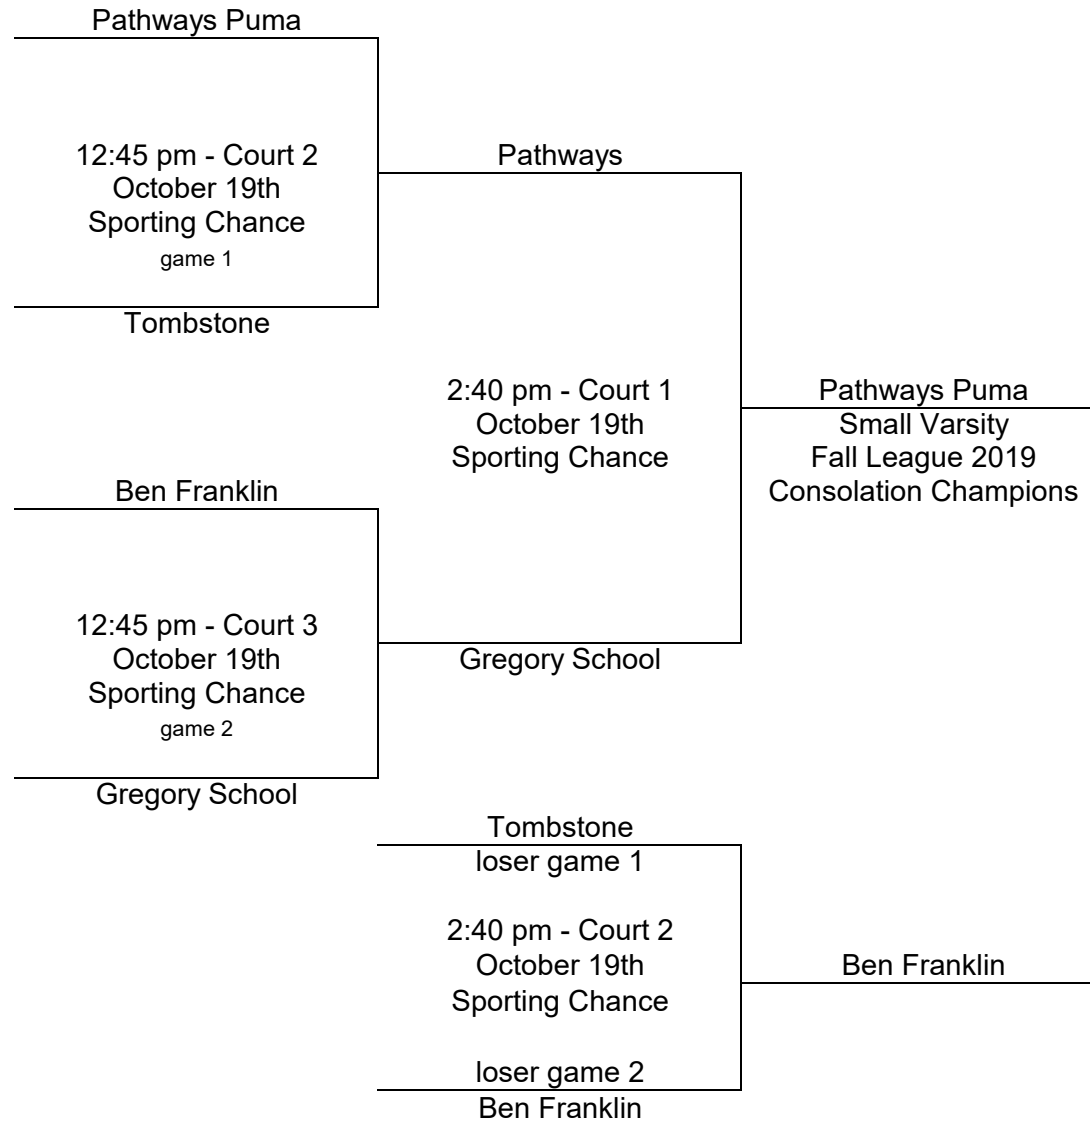 Pathways Puma
12:45 pm - Court 2
October 19th
Sporting Chance
game 1
Tombstone
Pathways
2:40 pm - Court 1
October 19th
Sporting Chance
Pathways Puma
Small Varsity
Fall League 2019
Consolation Champions
Ben Franklin
12:45 pm - Court 3
October 19th
Sporting Chance
game 2
Gregory School
Gregory School
Tombstone
loser game 1
2:40 pm - Court 2
October 19th
Sporting Chance
loser game 2
Ben Franklin
Ben Franklin